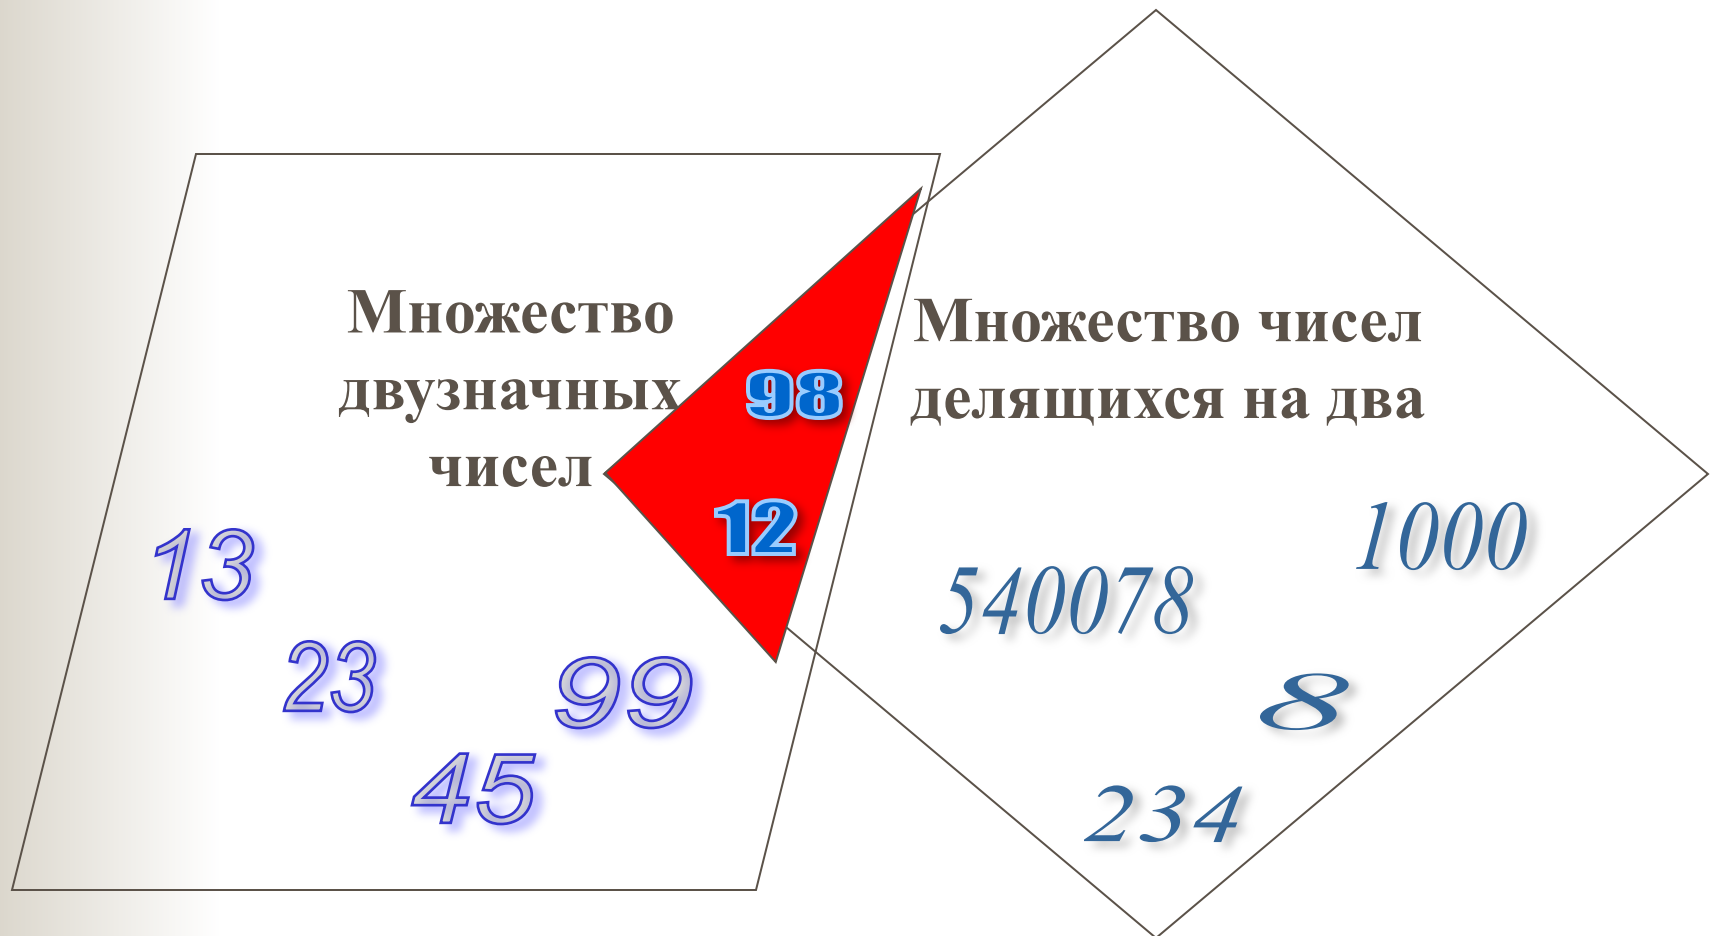 Множество
двузначных
чисел
Множество чисел
делящихся на два
98
12
13
23
99
45
1000
540078
8
234